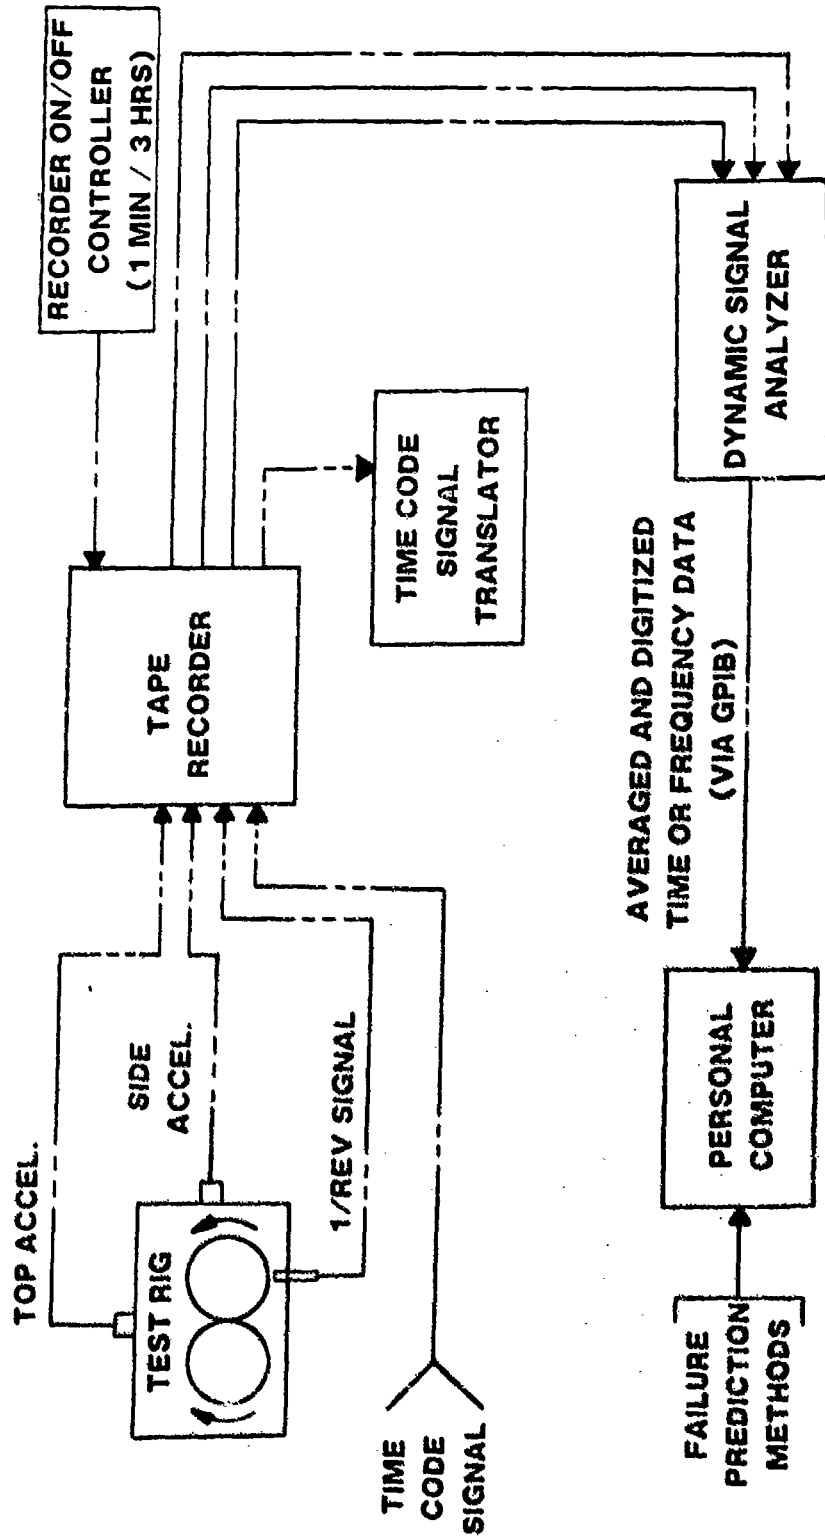 TOP ACCEL.
SIDE
ACCEL.
TEST RIG
1/REV SIGNAL
TIME
CODE
SIGNAL
TAPE
RECORDER
RECORDER ON/OFF
CONTROLLER
(1 MIN / 3 HRS)
TIME CODE
SIGNAL
TRANSLATOR
FAILURE
PREDICTION
METHODS
PERSONAL
COMPUTER
AVERAGED AND DIGITIZED
TIME OR FREQUENCY DATA
(VIA GPIB)
DYNAMIC SIGNAL
ANALYZER